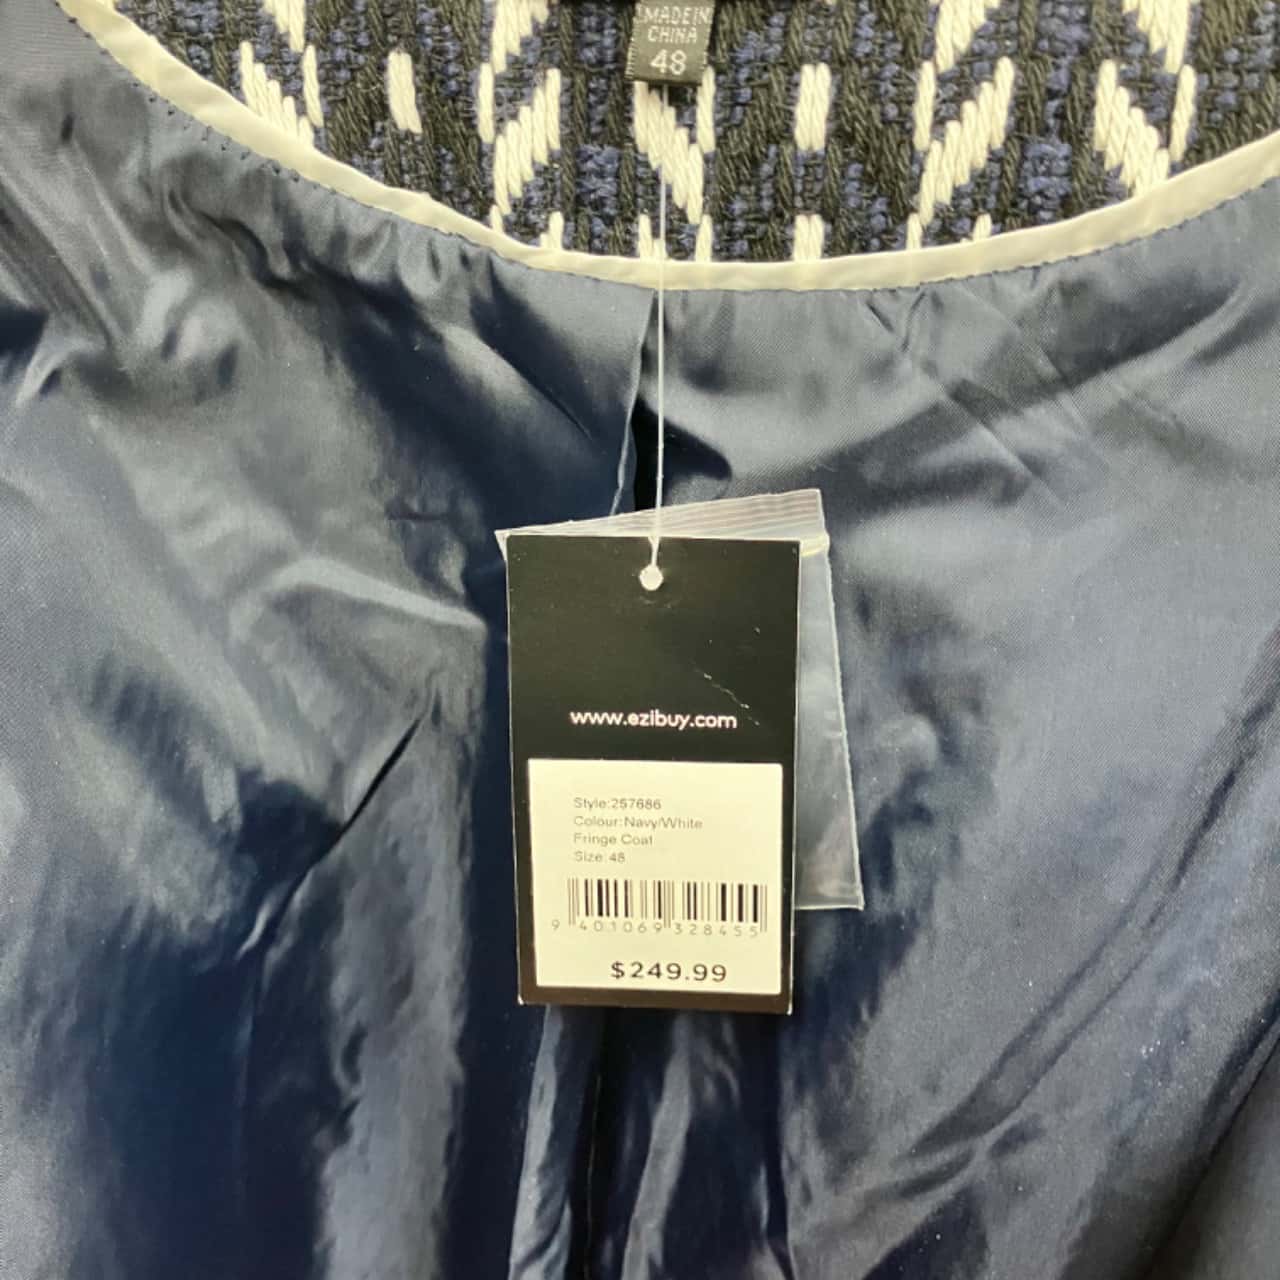 MADE IN
CHINA
48
www.ezibuy.com
Style:257686
Colour:Navy/White
Fringe Coat
Size:48
9 401069 328455
$249.99